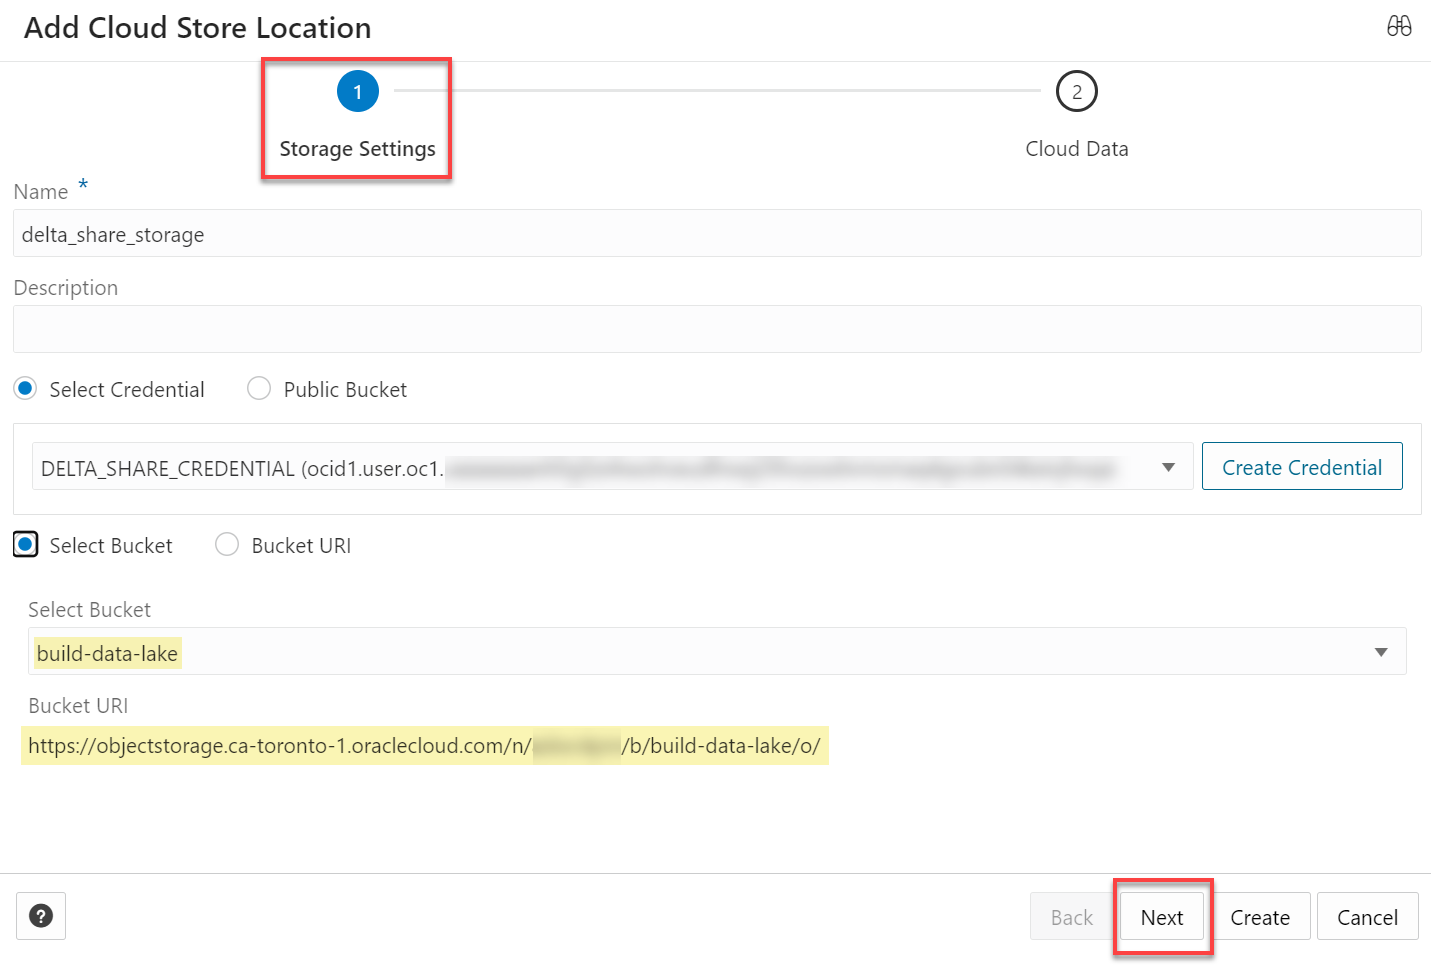 Add Cloud Store Location
1
2
Storage Settings
Cloud Data
Name *
delta_share_storage
Description
Select Credential
Public Bucket
DELTA_SHARE_CREDENTIAL (ocid1.user.oc1.
Create Credential
Select Bucket
Bucket URI
Select Bucket
build-data-lake
Bucket URI
https://objectstorage.ca-toronto-1.oraclecloud.com/n/ /b/build-data-lake/o/
?
Back
Next
Create
Cancel